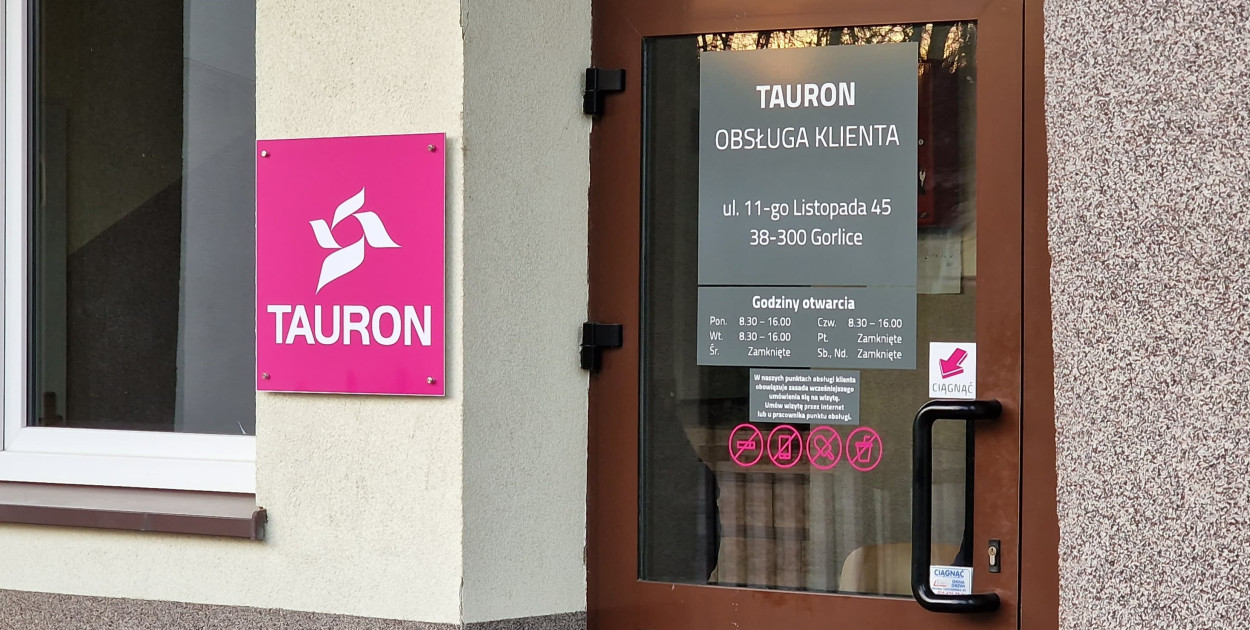 TAURON
TAURON
OBSŁUGA KLIENTA
ul. 11-go Listopada 45
38-300 Gorlice
Godziny otwarcia
Pon. 8.30 – 16.00 Czw. 8.30 – 16.00
Wt. 8.30 – 16.00 Pt. Zamknięte
Śr. Zamknięte Sb., Nd. Zamknięte
W naszych punktach obsługi klienta
obowiązuje zasada wcześniejszego
umówienia się na wizytę.
Umów wizytę przez internet
lub u pracownika punktu obsługi.
CIĄGNĄĆ
CIĄGNĄĆ
OKNA
DRZWI